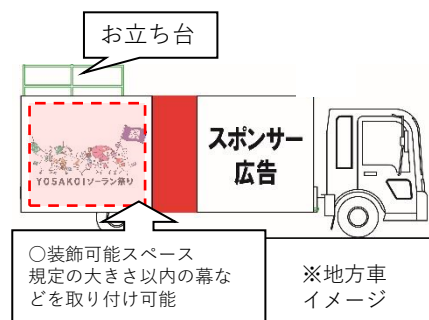 お立ち台
スポンサー
広告
YOSAKOIソーラン祭り
○装飾可能スペース
規定の大きさ以内の幕な
どを取り付け可能
※地方車
イメージ